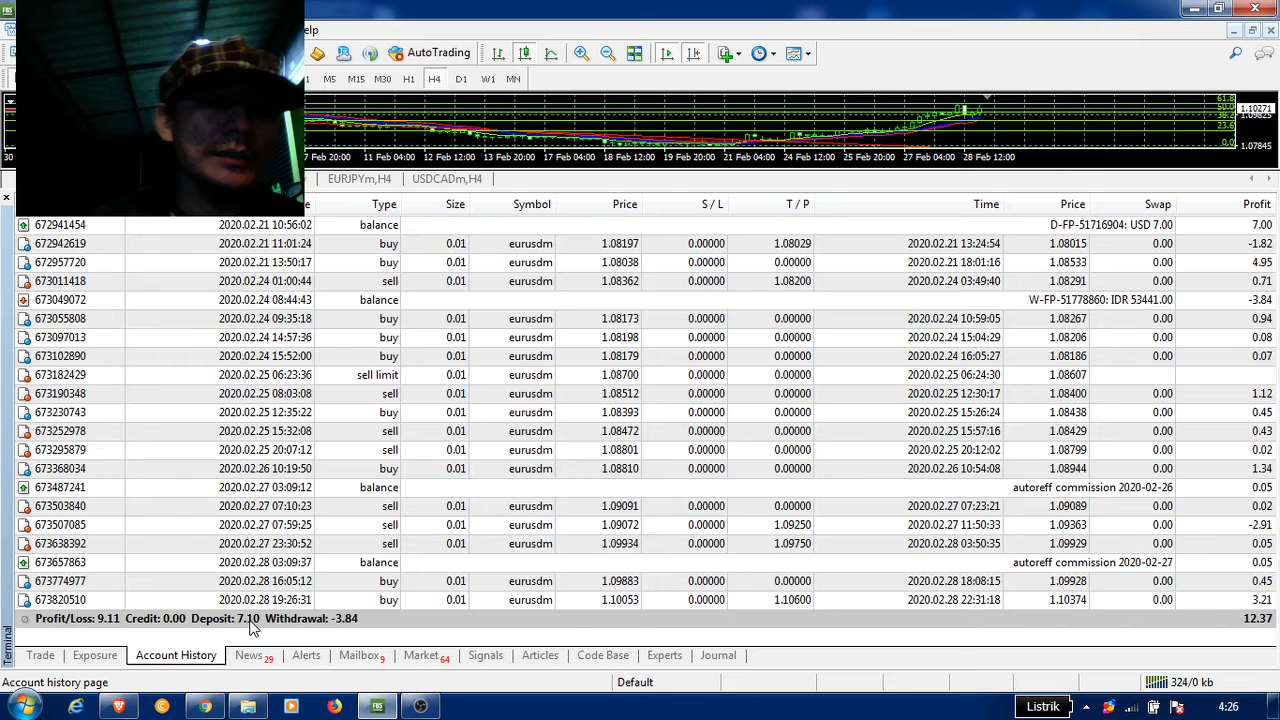 FBS
elp
AutoTrading
M5 M15 M30 H1 H4 D1 W1 MN
61.8
50.0
38.2
23.6
0.0
1.10271
1.09825
1.07845
30 7 Feb 20:00 11 Feb 04:00 12 Feb 12:00 13 Feb 20:00 17 Feb 04:00 18 Feb 12:00 19 Feb 20:00 21 Feb 04:00 24 Feb 12:00 25 Feb 20:00 27 Feb 04:00 28 Feb 12:00
EURJPYm,H4 USDCADm,H4
Type Size Symbol Price S / L T / P Time Price Swap Profit
672941454 2020.02.21 10:56:02 balance D-FP-51716904: USD 7.00 7.00
672942619 2020.02.21 11:01:24 buy 0.01 eurusdm 1.08197 0.00000 1.08029 2020.02.21 13:24:54 1.08015 0.00 -1.82
672957720 2020.02.21 13:50:17 buy 0.01 eurusdm 1.08038 0.00000 0.00000 2020.02.21 18:01:16 1.08533 0.00 4.95
673011418 2020.02.24 01:00:44 sell 0.01 eurusdm 1.08362 0.00000 1.08200 2020.02.24 03:49:40 1.08291 0.00 0.71
673049072 2020.02.24 08:44:43 balance W-FP-51778860: IDR 53441.00 -3.84
673055808 2020.02.24 09:35:18 buy 0.01 eurusdm 1.08173 0.00000 0.00000 2020.02.24 10:59:05 1.08267 0.00 0.94
673097013 2020.02.24 14:57:36 buy 0.01 eurusdm 1.08198 0.00000 0.00000 2020.02.24 15:04:29 1.08206 0.00 0.08
673102890 2020.02.24 15:52:00 buy 0.01 eurusdm 1.08179 0.00000 0.00000 2020.02.24 16:05:27 1.08186 0.00 0.07
673182429 2020.02.25 06:23:36 sell limit 0.01 eurusdm 1.08700 0.00000 0.00000 2020.02.25 06:24:30 1.08607
673190348 2020.02.25 08:03:08 sell 0.01 eurusdm 1.08512 0.00000 0.00000 2020.02.25 12:30:17 1.08400 0.00 1.12
673230743 2020.02.25 12:35:22 buy 0.01 eurusdm 1.08393 0.00000 0.00000 2020.02.25 15:26:24 1.08438 0.00 0.45
673252978 2020.02.25 15:32:08 sell 0.01 eurusdm 1.08472 0.00000 0.00000 2020.02.25 15:57:16 1.08429 0.00 0.43
673295879 2020.02.25 20:07:12 sell 0.01 eurusdm 1.08801 0.00000 0.00000 2020.02.25 20:12:02 1.08799 0.00 0.02
673368034 2020.02.26 10:19:50 buy 0.01 eurusdm 1.08810 0.00000 0.00000 2020.02.26 10:54:08 1.08944 0.00 1.34
673487241 2020.02.27 03:09:12 balance autoreff commission 2020-02-26 0.05
673503840 2020.02.27 07:10:23 sell 0.01 eurusdm 1.09091 0.00000 0.00000 2020.02.27 07:23:21 1.09089 0.00 0.02
673507085 2020.02.27 07:59:25 sell 0.01 eurusdm 1.09072 0.00000 1.09250 2020.02.27 11:50:33 1.09363 0.00 -2.91
673638392 2020.02.27 23:30:52 sell 0.01 eurusdm 1.09934 0.00000 1.09750 2020.02.28 03:50:35 1.09929 0.00 0.05
673657863 2020.02.28 03:09:37 balance autoreff commission 2020-02-27 0.05
673774977 2020.02.28 16:05:12 buy 0.01 eurusdm 1.09883 0.00000 0.00000 2020.02.28 18:08:15 1.09928 0.00 0.45
673820510 2020.02.28 19:26:31 buy 0.01 eurusdm 1.10053 0.00000 1.10600 2020.02.28 22:31:18 1.10374 0.00 3.21
Profit/Loss: 9.11 Credit: 0.00 Deposit: 7.10 Withdrawal: -3.84 12.37
Terminal
Trade Exposure Account History News 29 Alerts Mailbox 9 Market 64 Signals Articles Code Base Experts Journal
Account history page Default 324/0 kb
FBS Listrik 4:26